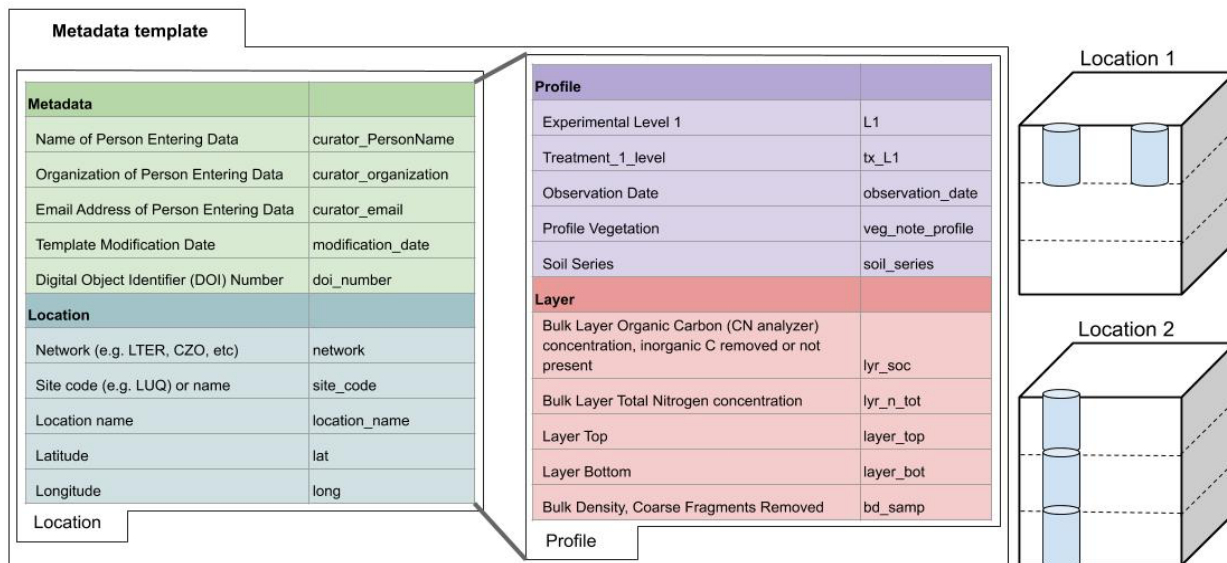 Metadata template
Metadata
Name of Person Entering Data curator_PersonName
Organization of Person Entering Data curator_organization
Email Address of Person Entering Data curator_email
Template Modification Date modification_date
Digital Object Identifier (DOI) Number doi_number
Location
Network (e.g. LTER, CZO, etc) network
Site code (e.g. LUQ) or name site_code
Location name location_name
Latitude lat
Longitude long
Location
Profile
Experimental Level 1 L1
Treatment_1_level tx_L1
Observation Date observation_date
Profile Vegetation veg_note_profile
Soil Series soil_series
Layer
Bulk Layer Organic Carbon (CN analyzer)
concentration, inorganic C removed or not
present lyr_soc
Bulk Layer Total Nitrogen concentration lyr_n_tot
Layer Top layer_top
Layer Bottom layer_bot
Bulk Density, Coarse Fragments Removed bd_samp
Profile
Location 1
Location 2